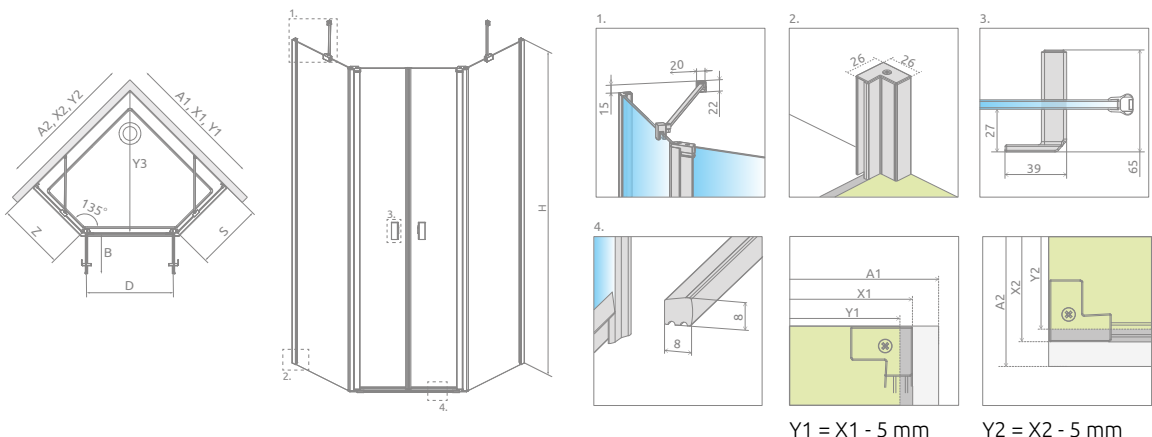 A2, X2, Y2
A1, X1, Y1
Y3
135°
Z
S
B
D
1.
2.
3.
4.
H
1.
20
15
22
2.
26
26
3.
27
39
65
4.
8
8
A1
X1
Y1
A2
X2
Y2
Y1 = X1 - 5 mm
Y2 = X2 - 5 mm